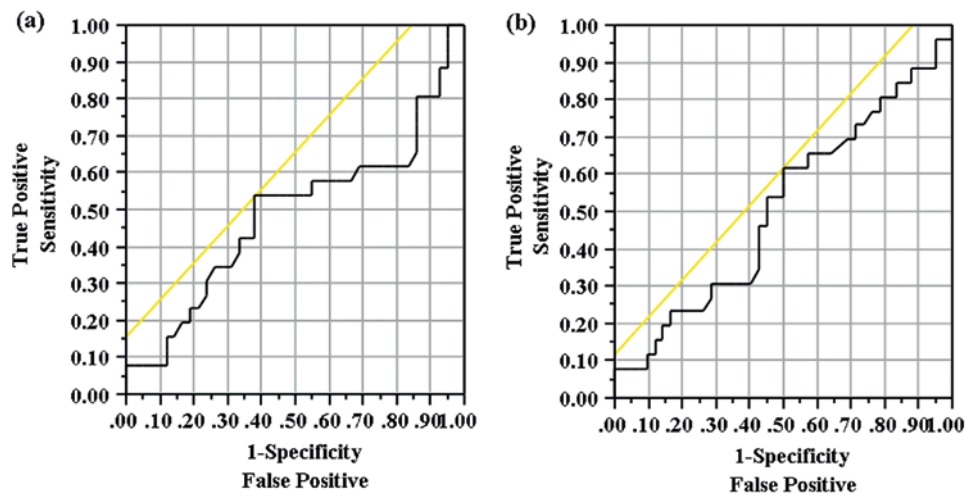 (a)
True Positive
Sensitivity
1.00
0.90
0.80
0.70
0.60
0.50
0.40
0.30
0.20
0.10
0.00
.00 .10 .20 .30 .40 .50 .60 .70 .80 .90 1.00
1-Specificity
False Positive
(b)
True Positive
Sensitivity
1.00
0.90
0.80
0.70
0.60
0.50
0.40
0.30
0.20
0.10
0.00
.00 .10 .20 .30 .40 .50 .60 .70 .80 .90 1.00
1-Specificity
False Positive